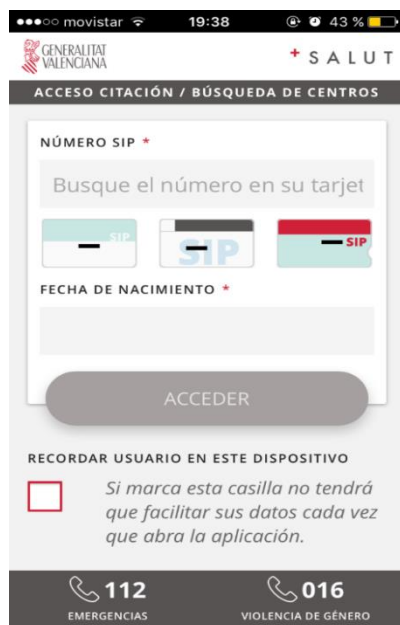 movistar 19:38 43 %
GENERALITAT
VALENCIANA
+SALUT
ACCESO CITACIÓN / BÚSQUEDA DE CENTROS
NÚMERO SIP *
Busque el número en su tarjet
SIP SIP SIP
FECHA DE NACIMIENTO *
ACCEDER
RECORDAR USUARIO EN ESTE DISPOSITIVO
Si marca esta casilla no tendrá
que facilitar sus datos cada vez
que abra la aplicación.
112 016
EMERGENCIAS VIOLENCIA DE GÉNERO